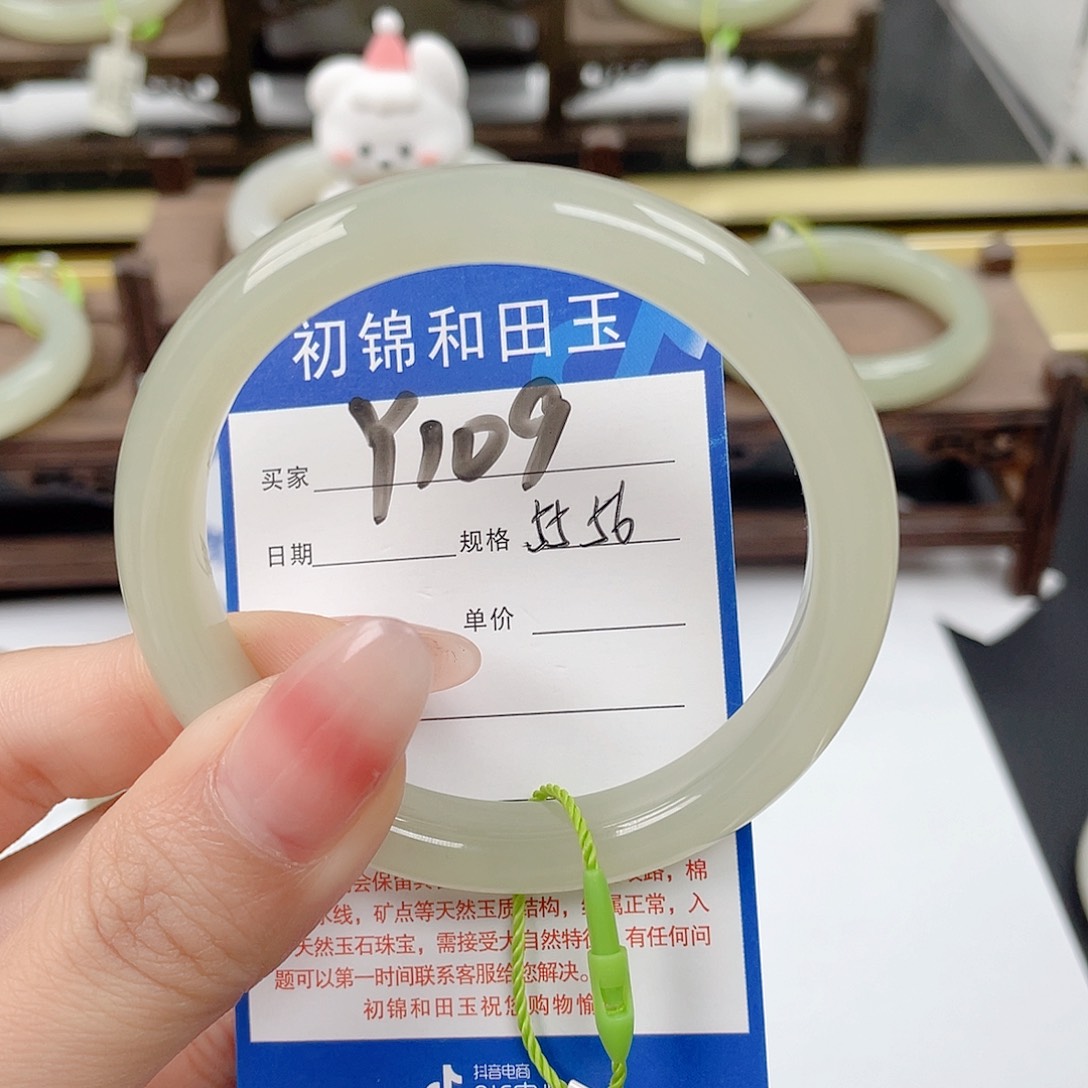 初锦和田玉
买家 Y109
日期 规格 55 56
单价
会保留
路，棉
水线，矿点等天然玉质结构，属正常，入
天然玉石珠宝，需接受大自然特 有任何问
题可以第一时间联系客服给您解决。
初锦和田玉祝您购物愉
抖音电商